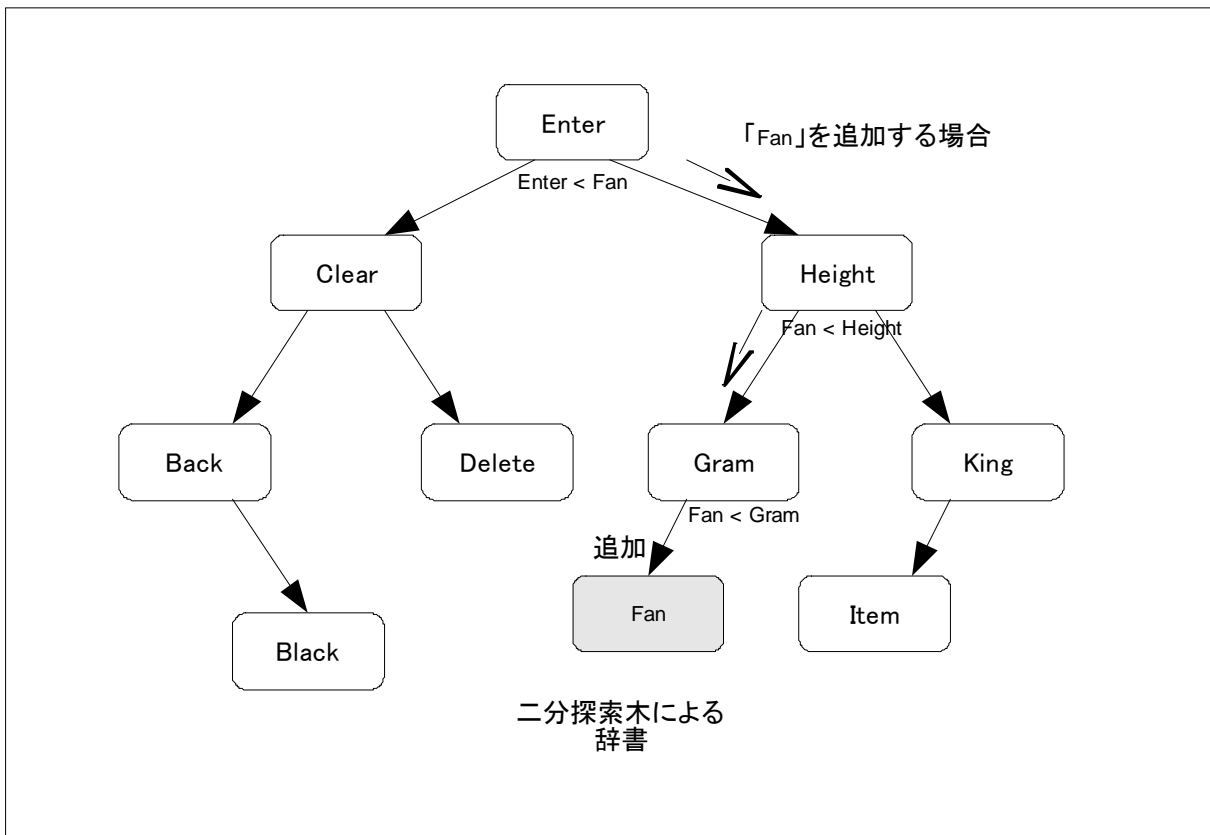 Enter
「Fan」を追加する場合
Enter < Fan
Clear
Height
Fan < Height
Back
Delete
Gram
King
Fan < Gram
追加
Fan
Item
Black
二分探索木による
辞書